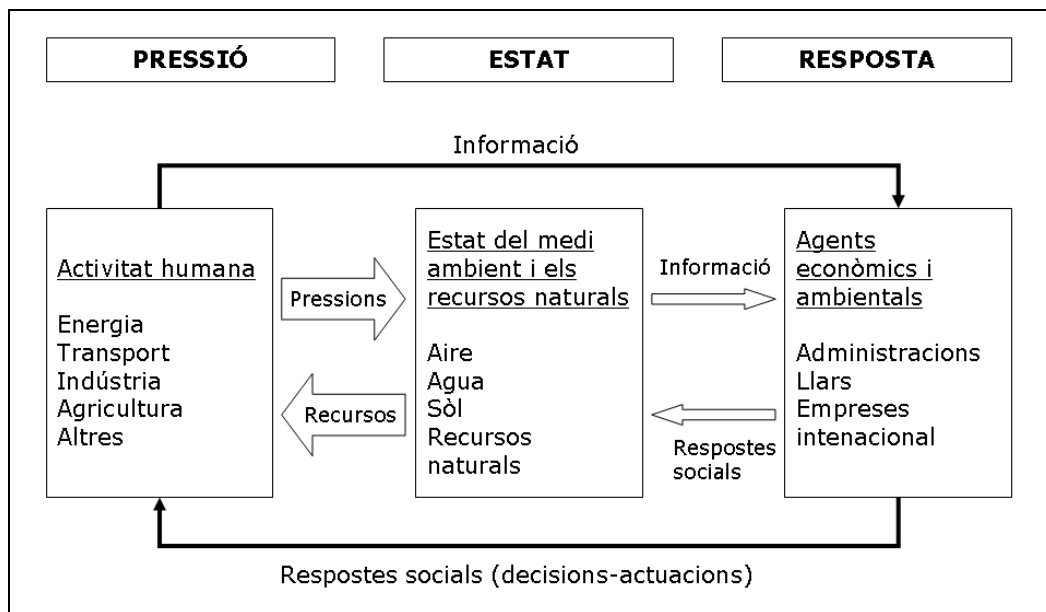 PRESSIÓ
ESTAT
RESPOSTA
Informació
Activitat humana
Energia
Transport
Indústria
Agricultura
Altres
Pressions
Recursos
Estat del medi
ambient i els
recursos naturals
Aire
Agua
Sòl
Recursos
naturals
Informació
Respostes
socials
Agents
econòmics i
ambientals
Administracions
Llars
Empreses
intenacional
Respostes socials (decisions-actuacions)